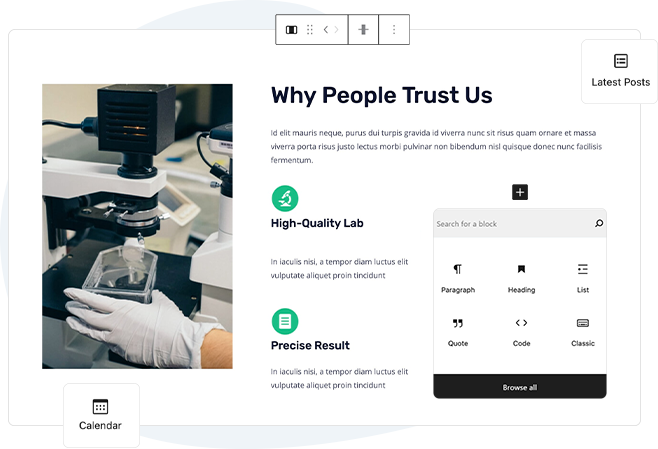 Latest Posts
Why People Trust Us
Id elit mauris neque, purus dui turpis gravida id viverra nunc sit risus quam ornare et massa
viverra porta risus justo lectus morbi pulvinar non bibendum nisl quisque donec nunc facilisis
fermentum.
High-Quality Lab
In iaculis nisi, a tempor diam luctus elit
vulputate aliquet proin tincidunt
Precise Result
In iaculis nisi, a tempor diam luctus elit
vulputate aliquet proin tincidunt
Search for a block
Paragraph Heading List
Quote Code Classic
Browse all
Calendar